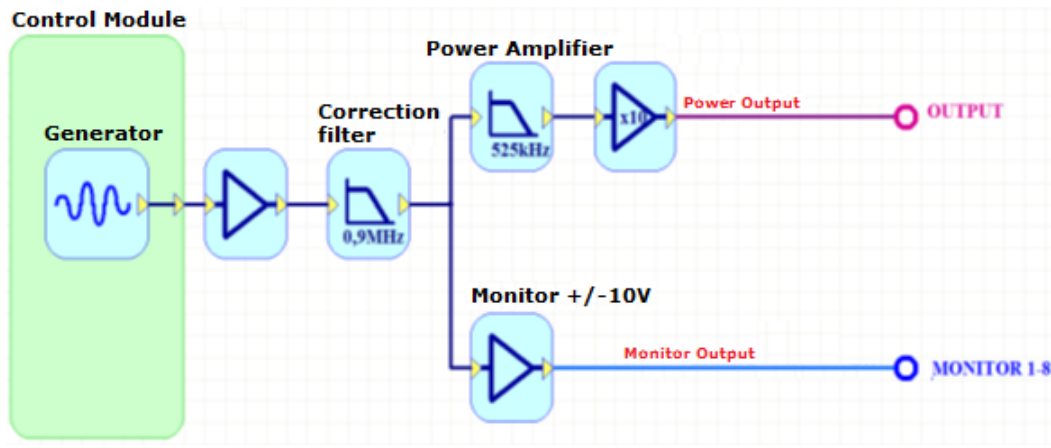 Control Module
Power Amplifier
Generator
Correction
filter
x10
Power Output
OUTPUT
525kHz
0,9MHz
Monitor +/-10V
Monitor Output
MONITOR 1-8